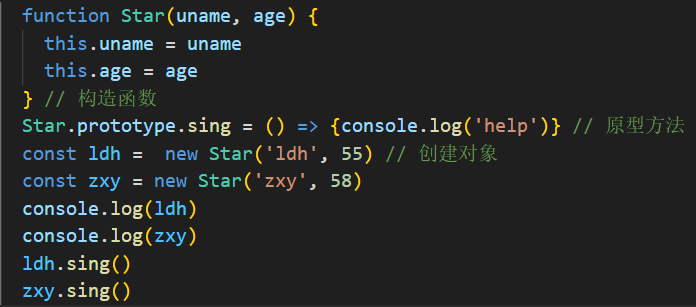 function Star(uname, age) {
  this.uname = uname
  this.age = age
} // 构造函数
Star.prototype.sing = () => {console.log('help')} // 原型方法
const ldh =  new Star('ldh', 55) // 创建对象
const zxy = new Star('zxy', 58)
console.log(ldh)
console.log(zxy)
ldh.sing()
zxy.sing()